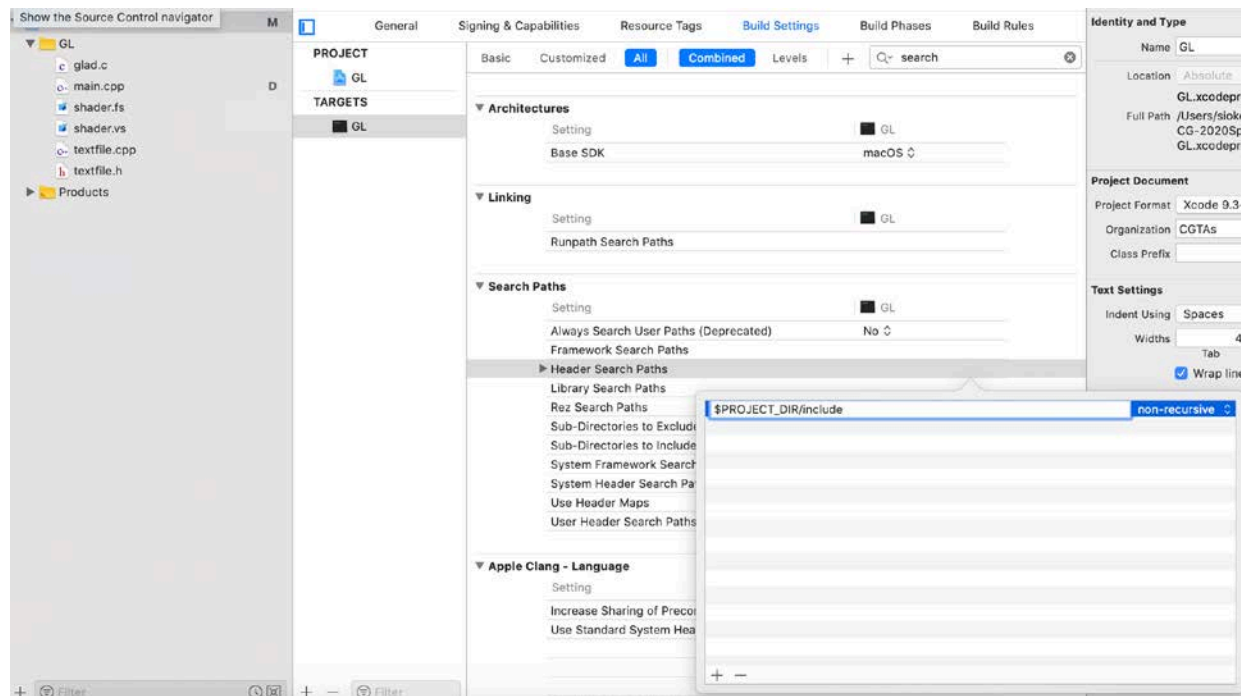 Show the Source Control navigator
M
GL
glad.c
main.cpp
D
shader.fs
shader.vs
textfile.cpp
textfile.h
Products
Filter
General
Signing & Capabilities
Resource Tags
Build Settings
Build Phases
Build Rules
PROJECT
GL
TARGETS
GL
Filter
Basic
Customized
All
Combined
Levels
search
Architectures
Setting
GL
Base SDK
macOS
Linking
Setting
GL
Runpath Search Paths
Search Paths
Setting
GL
Always Search User Paths (Deprecated)
No
Framework Search Paths
Header Search Paths
Library Search Paths
Rez Search Paths
Sub-Directories to Exclude
Sub-Directories to Include
System Framework Search
System Header Search Pa
Use Header Maps
User Header Search Paths
Apple Clang - Language
Setting
Increase Sharing of Precor
Use Standard System Hea
$PROJECT_DIR/include
non-recursive
Identity and Type
Name GL
Location Absolute
GL.xcodepr
Full Path /Users/sioke
CG-2020Sp
GL.xcodepr
Project Document
Project Format Xcode 9.3-
Organization CGTAs
Class Prefix
Text Settings
Indent Using Spaces
Widths 4
Tab
Wrap line